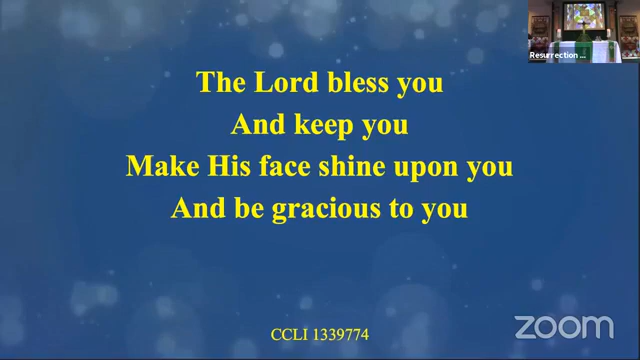 Resurrection ...
The Lord bless you
And keep you
Make His face shine upon you
And be gracious to you
CCLI 1339774
zoom